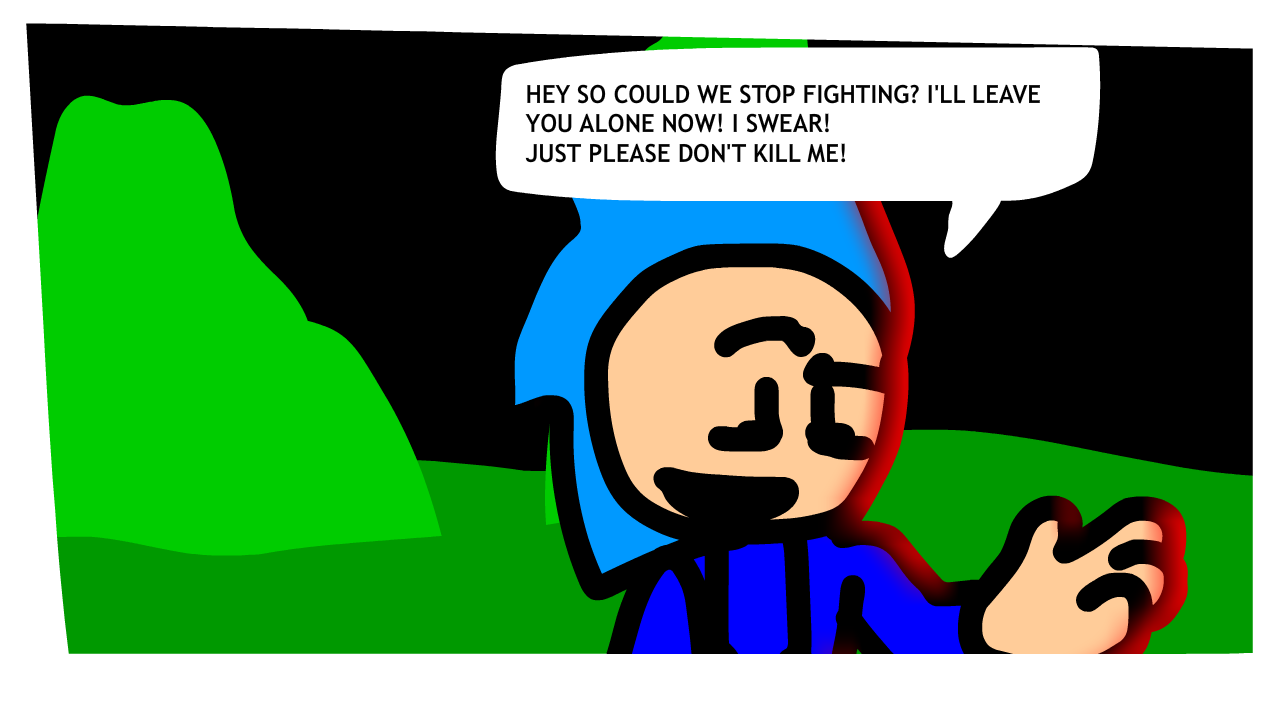 HEY SO COULD WE STOP FIGHTING? I'LL LEAVE
YOU ALONE NOW! I SWEAR!
JUST PLEASE DON'T KILL ME!